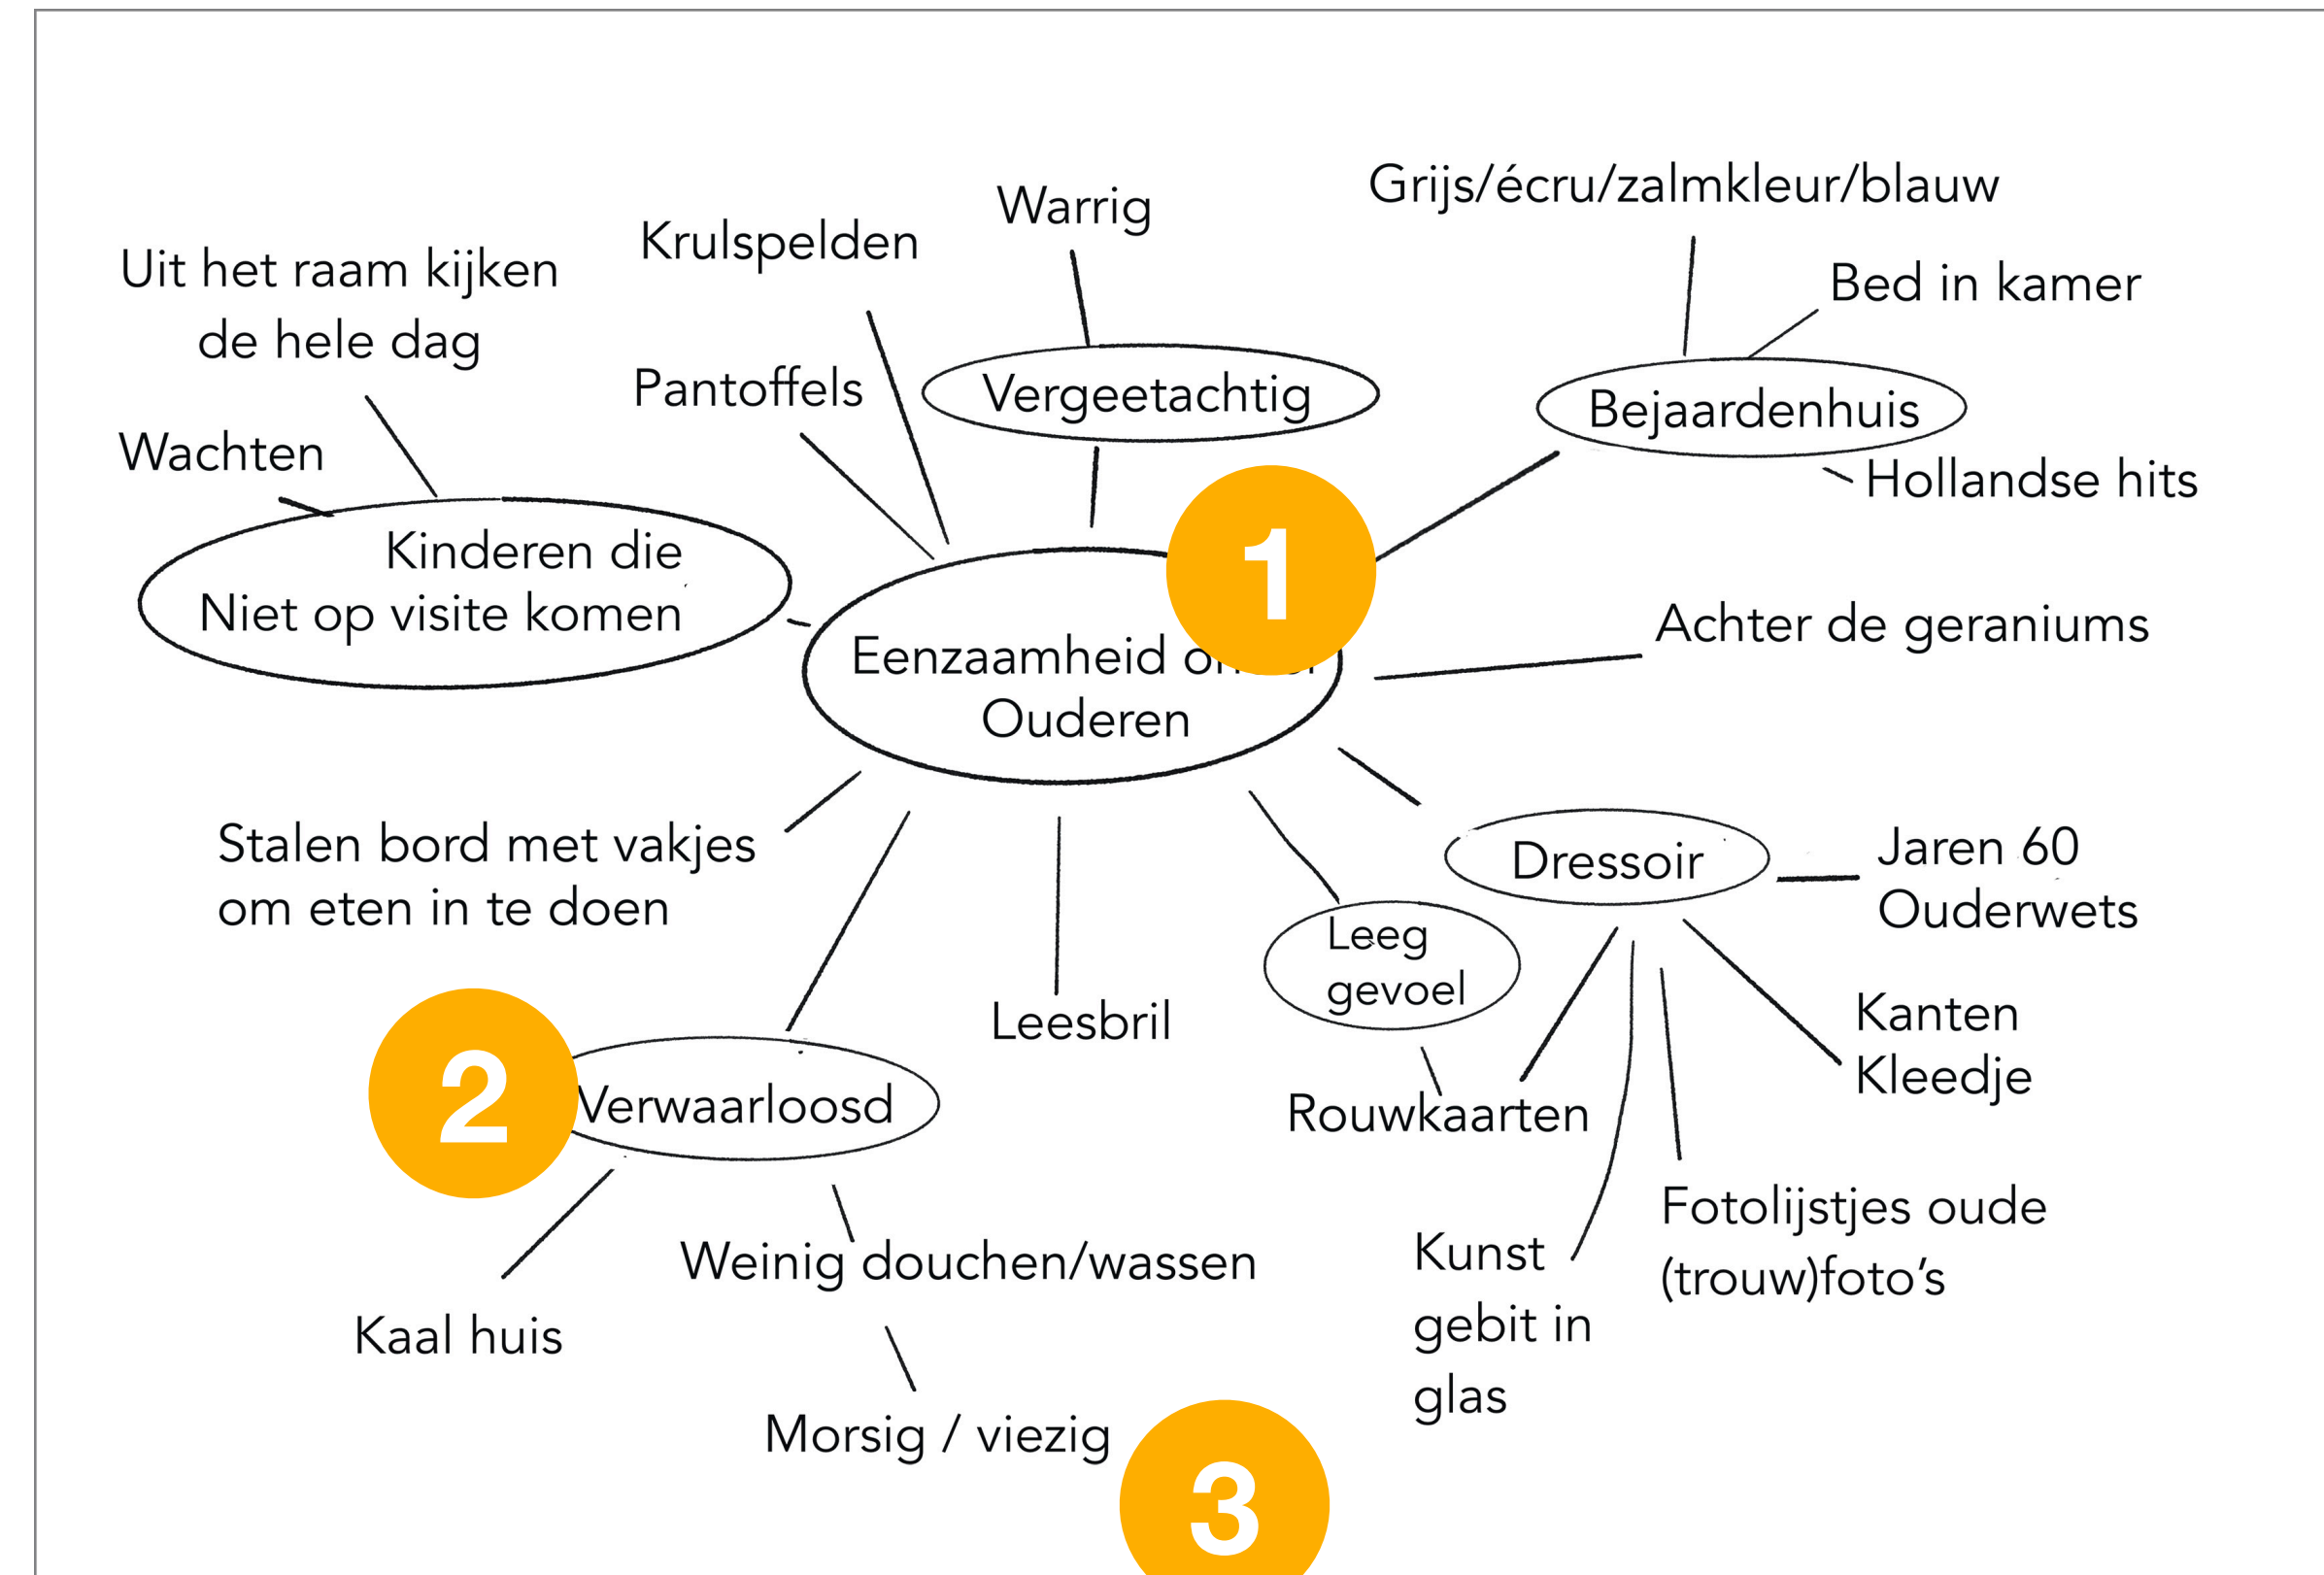 Grijs/écru/zalmkleur/blauw
Warrig
Krulspelden
Uit het raam kijken
de hele dag
Bed in kamer
Pantoffels
Vergeetachtig
Bejaardenhuis
Wachten
Hollandse hits
Kinderen die
Niet op visite komen
1
Achter de geraniums
Eenzaamheid
Ouderen
Stalen bord met vakjes
om eten in te doen
Dressoir
Jaren 60
Ouderwets
Leeg
gevoel
Leesbril
Kanten
Kleedje
2
Verwaarloosd
Rouwkaarten
Fotolijstjes oude
(trouw)foto's
Weinig douchen/wassen
Kunst
gebit in
glas
Kaal huis
Morsig / viezig
3